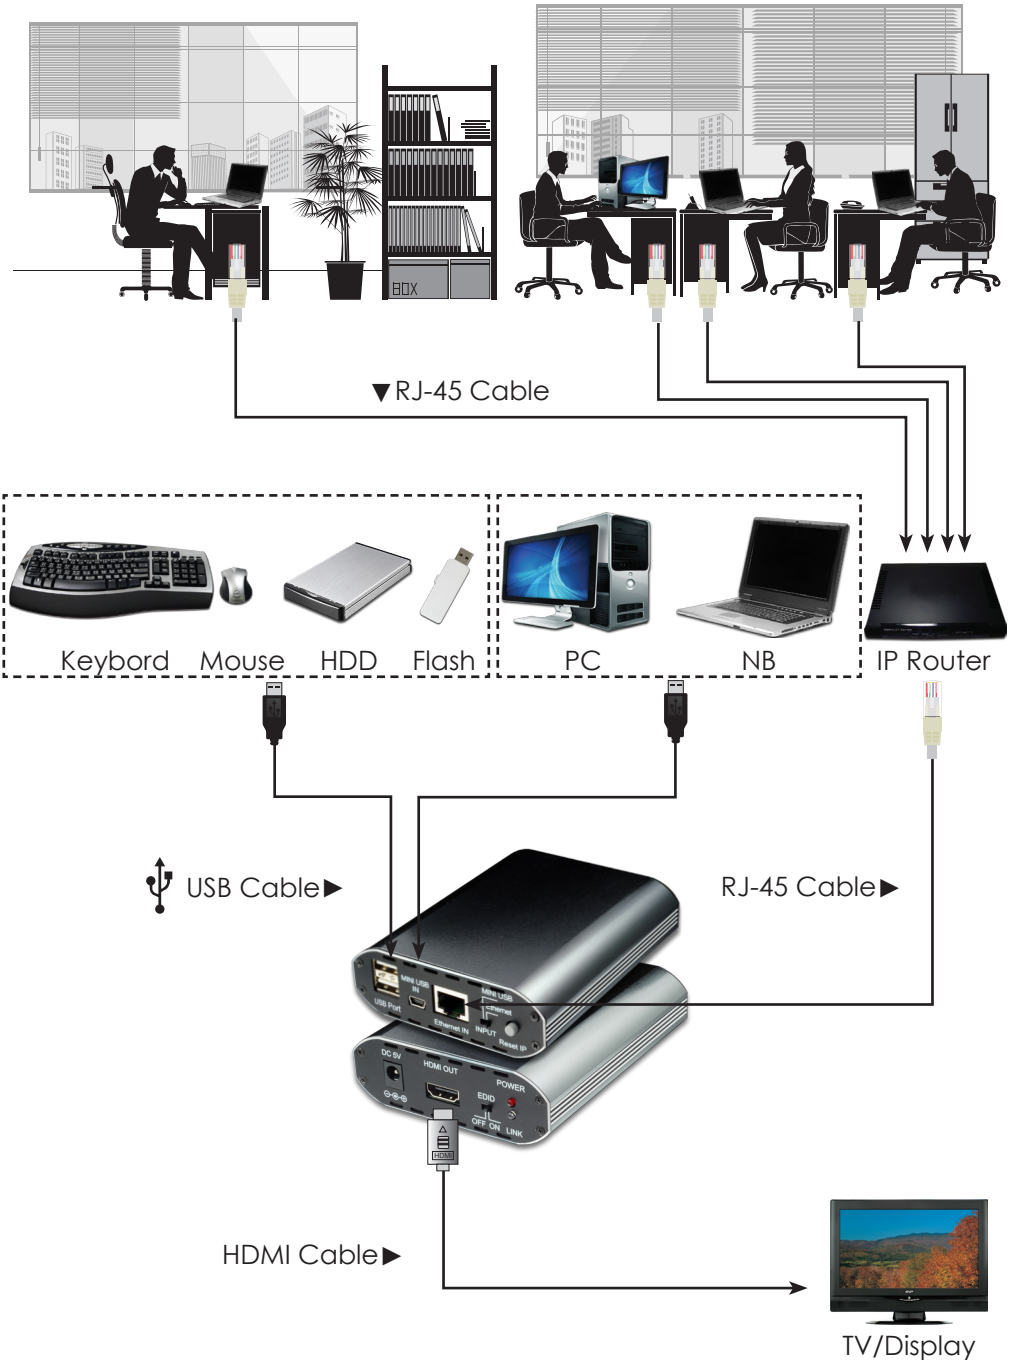 BOX
▼RJ-45 Cable
Keybord Mouse HDD Flash
PC NB
IP Router
USB Cable►
RJ-45 Cable►
USB Port
MINI USB
IN
Ethernet IN
MINI USB
Ethernet
INPUT
Reset IP
DC 5V
HDMI OUT
POWER
EDID
OFF ON
LINK
HDMI
HDMI Cable►
TV/Display